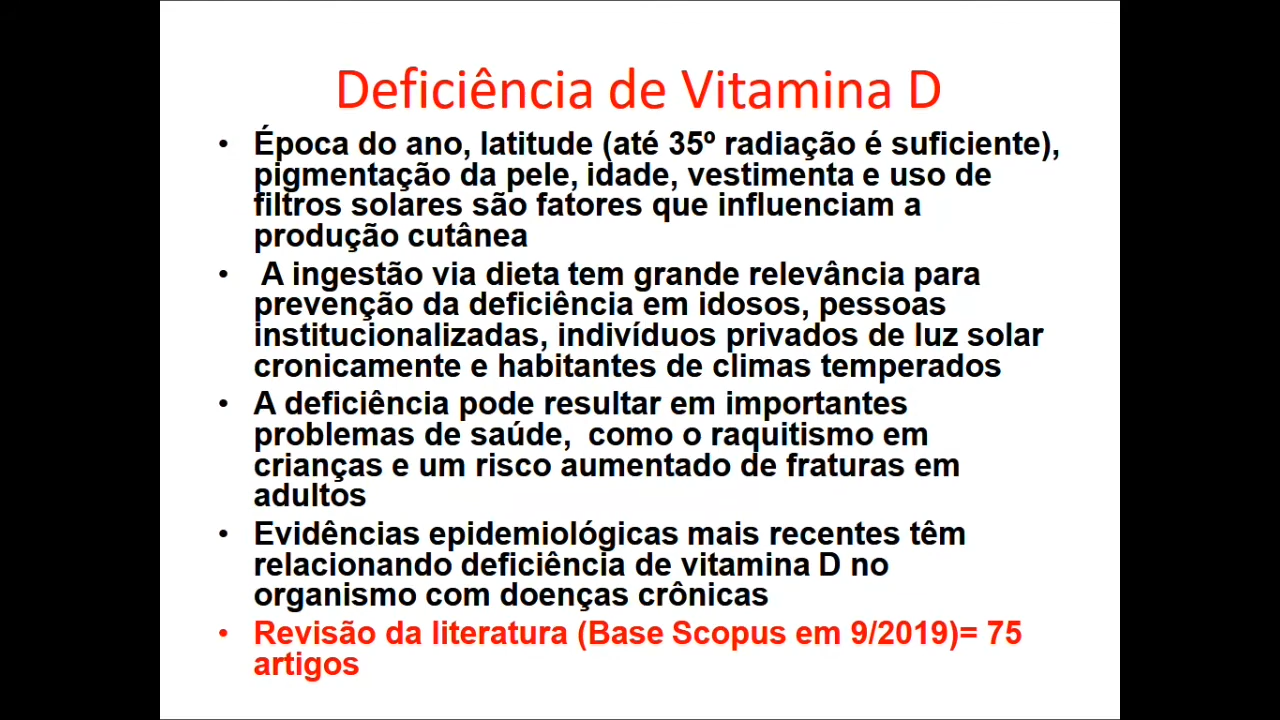 Deficiência de Vitamina D
• Época do ano, latitude (até 35º radiação é suficiente),
pigmentação da pele, idade, vestimenta e uso de
filtros solares são fatores que influenciam a
produção cutânea
• A ingestão via dieta tem grande relevância para
prevenção da deficiência em idosos, pessoas
institucionalizadas, indivíduos privados de luz solar
cronicamente e habitantes de climas temperados
• A deficiência pode resultar em importantes
problemas de saúde, como o raquitismo em
crianças e um risco aumentado de fraturas em
adultos
• Evidências epidemiológicas mais recentes têm
relacionando deficiência de vitamina D no
organismo com doenças crônicas
• Revisão da literatura (Base Scopus em 9/2019)= 75
artigos